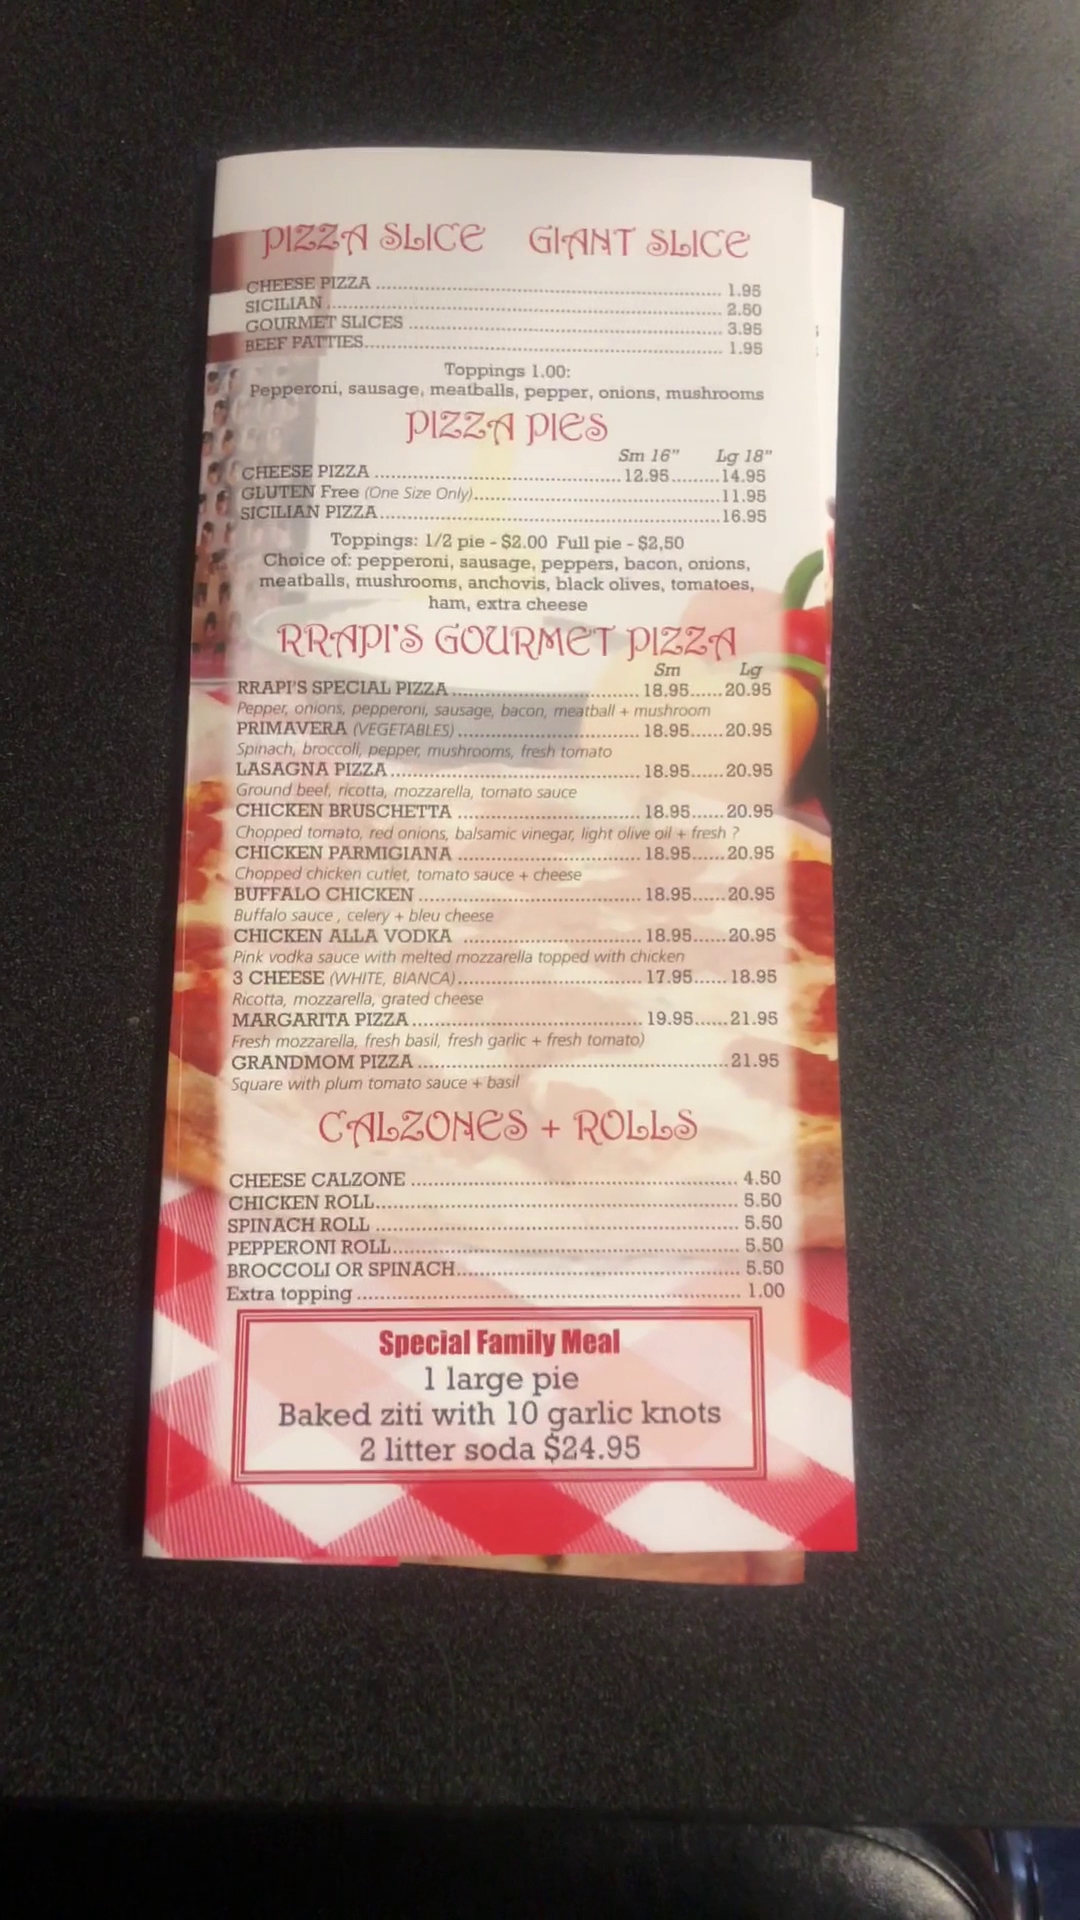 PIZZA SLICE GIANT SLICE
CHEESE PIZZA ........ 1.95
SICILIAN ........ 2.50
GOURMET SLICES ........ 3.95
BEEF PATTIES ........ 1.95
Toppings 1.00:
Pepperoni, sausage, meatballs, pepper, onions, mushrooms
PIZZA PIES
Sm 16" Lg 18"
CHEESE PIZZA ........ 12.95 ........ 14.95
GLUTEN Free (One Size Only) ........ 11.95
SICILIAN PIZZA ........ 16.95
Toppings: 1/2 pie - $2.00 Full pie - $2,50
Choice of: pepperoni, sausage, peppers, bacon, onions,
meatballs, mushrooms, anchovis, black olives, tomatoes,
ham, extra cheese
RRAPI'S GOURMET PIZZA
Sm Lg
RRAPI'S SPECIAL PIZZA ........ 18.95 ...... 20.95
Pepper, onions, pepperoni, sausage, bacon, meatball + mushroom
PRIMAVERA (VEGETABLES) ........ 18.95 ...... 20.95
Spinach, broccoli, pepper, mushrooms, fresh tomato
LASAGNA PIZZA ........ 18.95 ...... 20.95
Ground beef, ricotta, mozzarella, tomato sauce
CHICKEN BRUSCHETTA ........ 18.95 ...... 20.95
Chopped tomato, red onions, balsamic vinegar, light olive oil + fresh ?
CHICKEN PARMIGIANA ........ 18.95 ...... 20.95
Chopped chicken cutlet, tomato sauce + cheese
BUFFALO CHICKEN ........ 18.95 ...... 20.95
Buffalo sauce , celery + bleu cheese
CHICKEN ALLA VODKA ........ 18.95 ...... 20.95
Pink vodka sauce with melted mozzarella topped with chicken
3 CHEESE (WHITE, BIANCA) ........ 17.95 ...... 18.95
Ricotta, mozzarella, grated cheese
MARGARITA PIZZA ........ 19.95 ...... 21.95
Fresh mozzarella, fresh basil, fresh garlic + fresh tomato)
GRANDMOM PIZZA ........ 21.95
Square with plum tomato sauce + basil
CALZONES + ROLLS
CHEESE CALZONE ........ 4.50
CHICKEN ROLL ........ 5.50
SPINACH ROLL ........ 5.50
PEPPERONI ROLL ........ 5.50
BROCCOLI OR SPINACH ........ 5.50
Extra topping ........ 1.00
Special Family Meal
1 large pie
Baked ziti with 10 garlic knots
2 litter soda $24.95